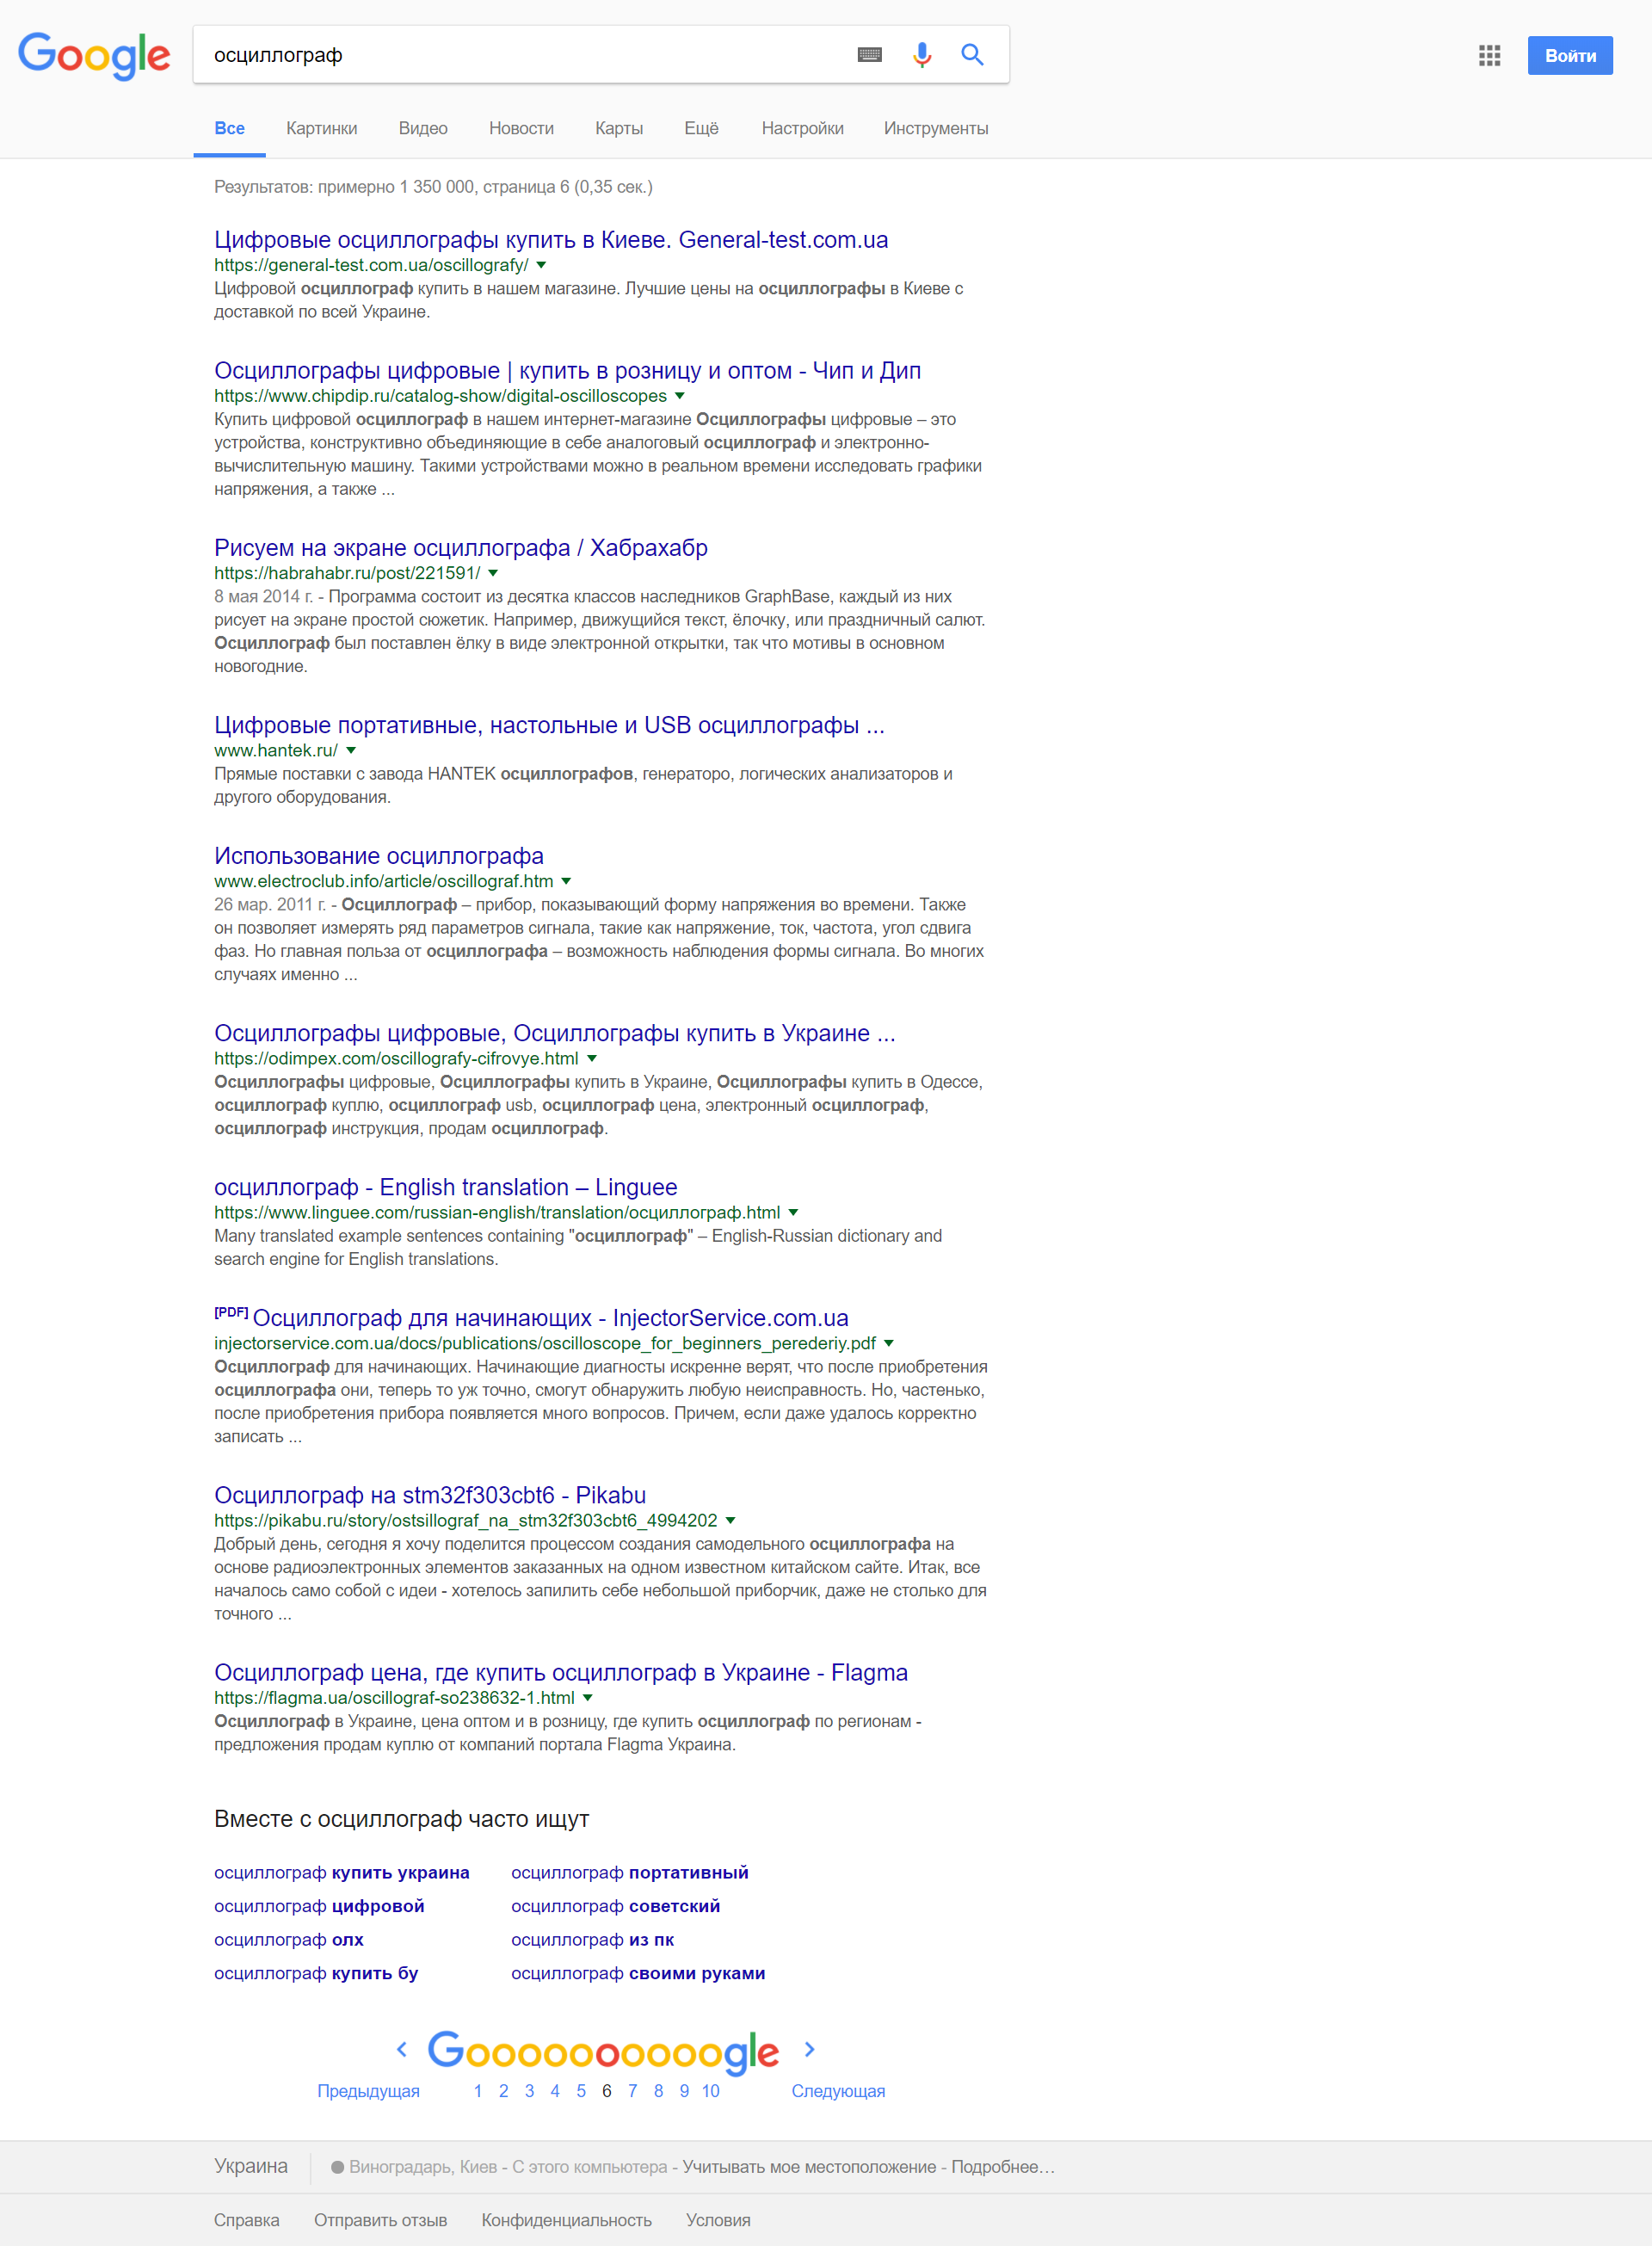 Google
осциллограф
Войти
Все Картинки Видео Новости Карты Ещё Настройки Инструменты
Результатов: примерно 1 350 000, страница 6 (0,35 сек.)
Цифровые осциллографы купить в Киеве. General-test.com.ua
https://general-test.com.ua/oscillografy/
Цифровой осциллограф купить в нашем магазине. Лучшие цены на осциллографы в Киеве с
доставкой по всей Украине.
Осциллографы цифровые | купить в розницу и оптом - Чип и Дип
https://www.chipdip.ru/catalog-show/digital-oscilloscopes
Купить цифровой осциллограф в нашем интернет-магазине Осциллографы цифровые – это
устройства, конструктивно объединяющие в себе аналоговый осциллограф и электронно-
вычислительную машину. Такими устройствами можно в реальном времени исследовать графики
напряжения, а также ...
Рисуем на экране осциллографа / Хабрахабр
https://habrahabr.ru/post/221591/
8 мая 2014 г. - Программа состоит из десятка классов наследников GraphBase, каждый из них
рисует на экране простой сюжетик. Например, движущийся текст, ёлочку, или праздничный салют.
Осциллограф был поставлен ёлку в виде электронной открытки, так что мотивы в основном
новогодние.
Цифровые портативные, настольные и USB осциллографы ...
www.hantek.ru/
Прямые поставки с завода HANTEK осциллографов, генераторо, логических анализаторов и
другого оборудования.
Использование осциллографа
www.electroclub.info/article/oscillograf.htm
26 мар. 2011 г. - Осциллограф – прибор, показывающий форму напряжения во времени. Также
он позволяет измерять ряд параметров сигнала, такие как напряжение, ток, частота, угол сдвига
фаз. Но главная польза от осциллографа – возможность наблюдения формы сигнала. Во многих
случаях именно ...
Осциллографы цифровые, Осциллографы купить в Украине ...
https://odimpex.com/oscillografy-cifrovye.html
Осциллографы цифровые, Осциллографы купить в Украине, Осциллографы купить в Одессе,
осциллограф куплю, осциллограф usb, осциллограф цена, электронный осциллограф,
осциллограф инструкция, продам осциллограф.
осциллограф - English translation – Linguee
https://www.linguee.com/russian-english/translation/осциллограф.html
Many translated example sentences containing "осциллограф" – English-Russian dictionary and
search engine for English translations.
[PDF] Осциллограф для начинающих - InjectorService.com.ua
injectorservice.com.ua/docs/publications/oscilloscope_for_beginners_perederiy.pdf
Осциллограф для начинающих. Начинающие диагносты искренне верят, что после приобретения
осциллографа они, теперь то уж точно, смогут обнаружить любую неисправность. Но, частенько,
после приобретения прибора появляется много вопросов. Причем, если даже удалось корректно
записать ...
Осциллограф на stm32f303cbt6 - Pikabu
https://pikabu.ru/story/ostsillograf_na_stm32f303cbt6_4994202
Добрый день, сегодня я хочу поделится процессом создания самодельного осциллографа на
основе радиоэлектронных элементов заказанных на одном известном китайском сайте. Итак, все
началось само собой с идеи - хотелось запилить себе небольшой приборчик, даже не столько для
точного ...
Осциллограф цена, где купить осциллограф в Украине - Flagma
https://flagma.ua/oscillograf-so238632-1.html
Осциллограф в Украине, цена оптом и в розницу, где купить осциллограф по регионам -
предложения продам куплю от компаний портала Flagma Украина.
Вместе с осциллограф часто ищут
осциллограф купить украина осциллограф портативный
осциллограф цифровой осциллограф советский
осциллограф олх осциллограф из пк
осциллограф купить бу осциллограф своими руками
Goooooooooogle
Предыдущая 1 2 3 4 5 6 7 8 9 10 Следующая
Украина Виноградарь, Киев - С этого компьютера - Учитывать мое местоположение - Подробнее…
Справка Отправить отзыв Конфиденциальность Условия